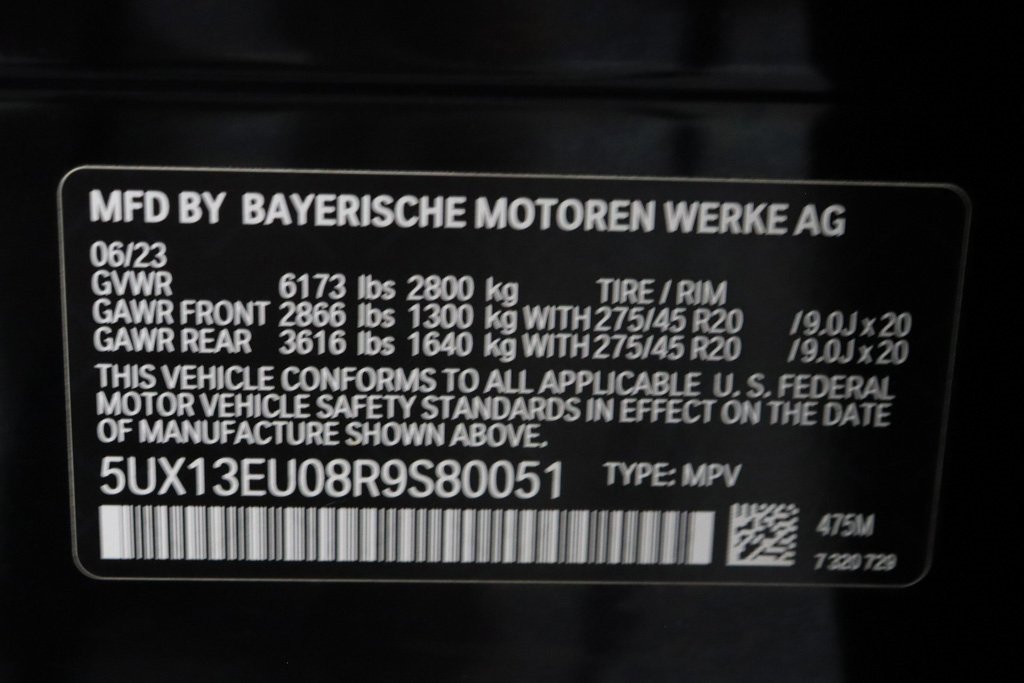 MFD BY BAYERISCHE MOTOREN WERKE AG
06/23
GVWR 6173 lbs 2800 kg TIRE / RIM
GAWR FRONT 2866 lbs 1300 kg WITH 275/45 R20 /9.0J x 20
GAWR REAR 3616 lbs 1640 kg WITH 275/45 R20 /9.0J x 20
THIS VEHICLE CONFORMS TO ALL APPLICABLE U. S. FEDERAL
MOTOR VEHICLE SAFETY STANDARDS IN EFFECT ON THE DATE
OF MANUFACTURE SHOWN ABOVE.
5UX13EU08R9S80051 TYPE: MPV
475M
7 320 729